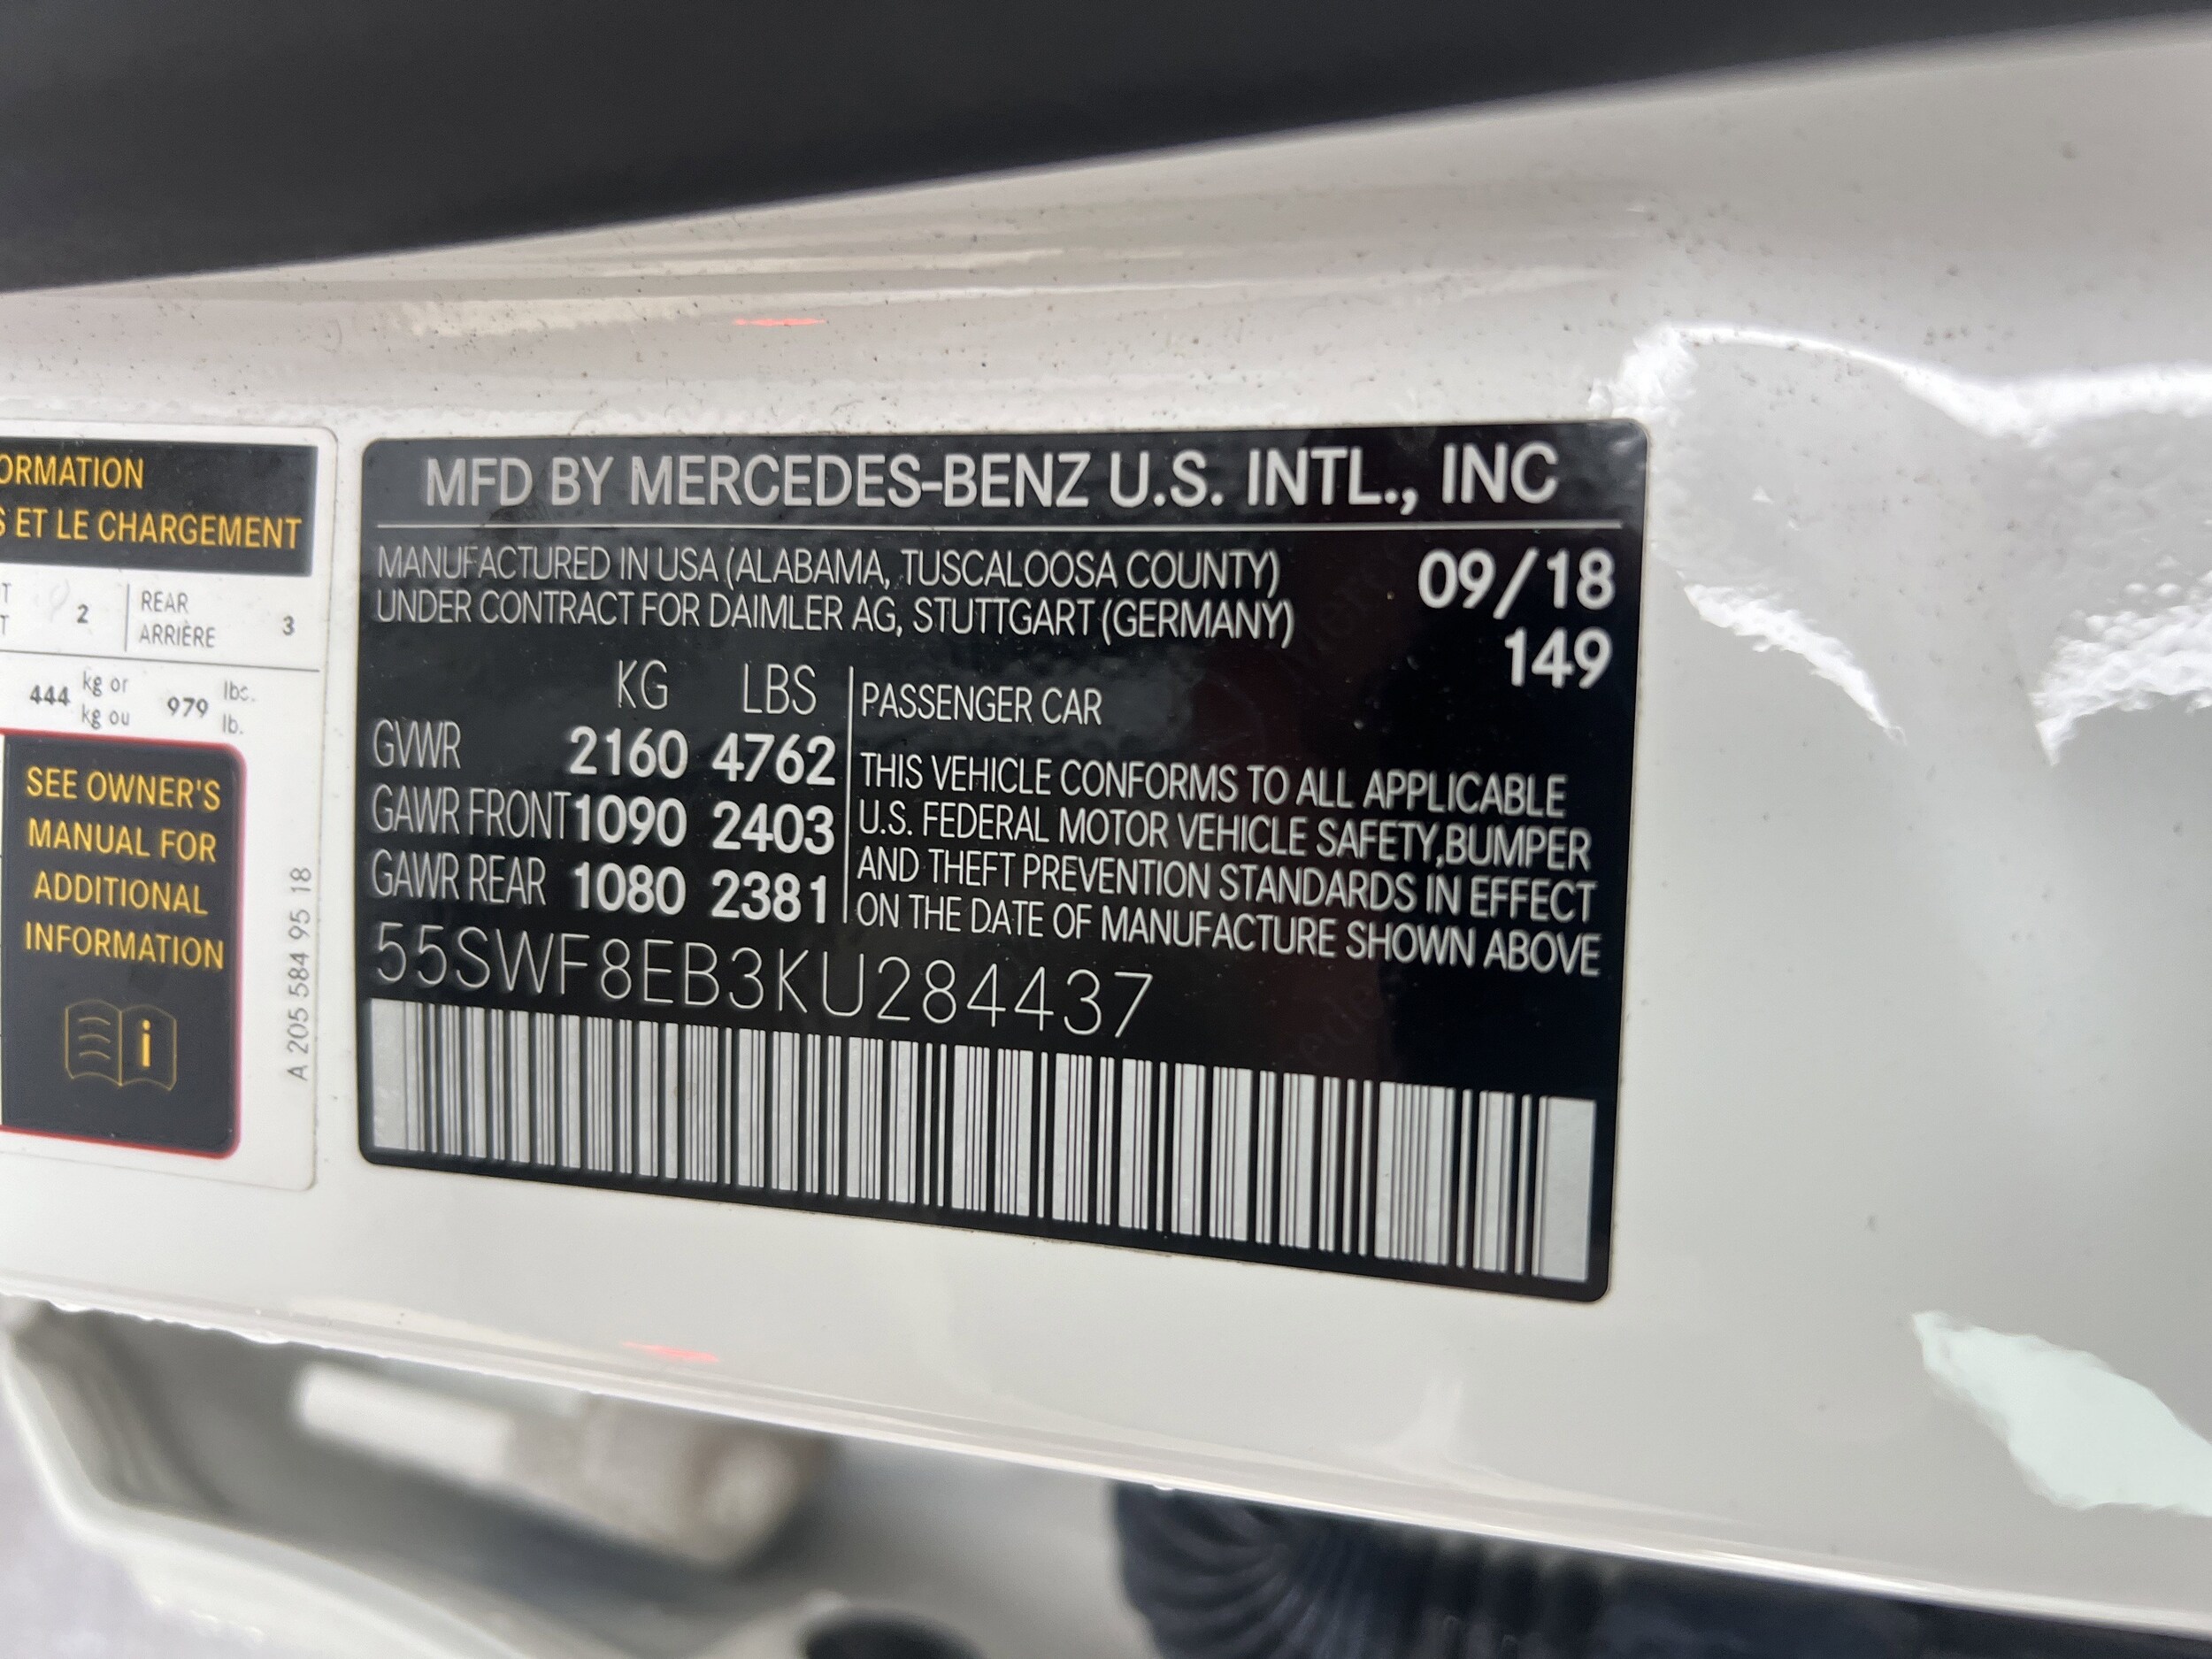 ORMATION
S ET LE CHARGEMENT
T
T
2
REAR
ARRIÈRE
3
444 kg or 979 lbs.
kg ou lb.
SEE OWNER'S
MANUAL FOR
ADDITIONAL
INFORMATION
i
A 205 584 95 18
MFD BY MERCEDES-BENZ U.S. INTL., INC
MANUFACTURED IN USA (ALABAMA, TUSCALOOSA COUNTY) 09/18
UNDER CONTRACT FOR DAIMLER AG, STUTTGART (GERMANY)
149
KG LBS
GVWR 2160 4762
GAWR FRONT 1090 2403
GAWR REAR 1080 2381
PASSENGER CAR
THIS VEHICLE CONFORMS TO ALL APPLICABLE
U.S. FEDERAL MOTOR VEHICLE SAFETY,BUMPER
AND THEFT PREVENTION STANDARDS IN EFFECT
ON THE DATE OF MANUFACTURE SHOWN ABOVE
55SWF8EB3KU284437